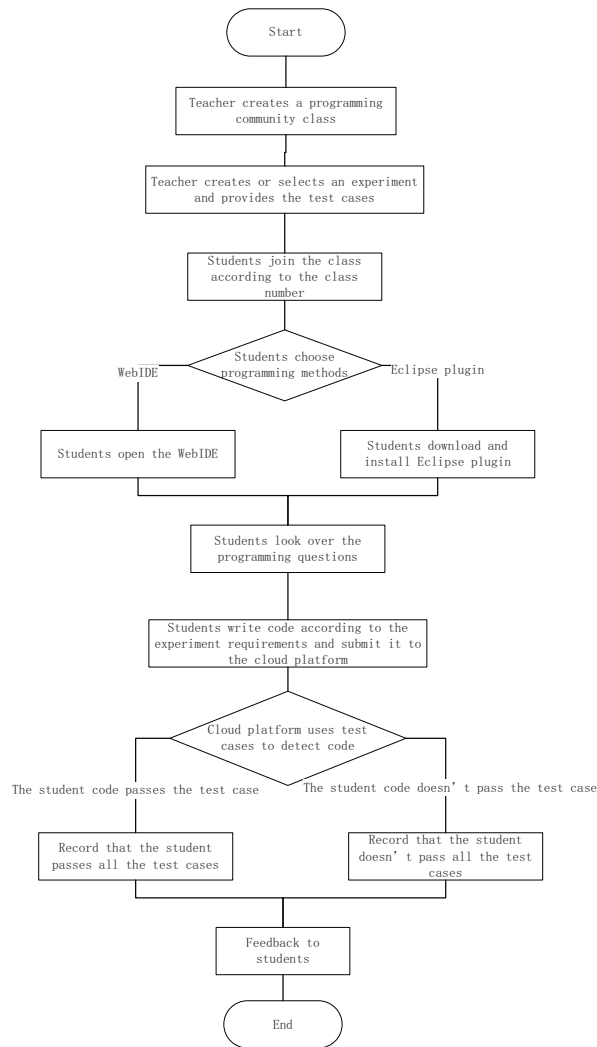 Start
Teacher creates a programming
community class
Teacher creates or selects an experiment
and provides the test cases
Students join the class
according to the class
number
Students choose
programming methods
WebIDE
Eclipse plugin
Students open the WebIDE
Students download and
install Eclipse plugin
Students look over the
programming questions
Students write code according to the
experiment requirements and submit it to
the cloud platform
Cloud platform uses test
cases to detect code
The student code passes the test case
The student code doesn’t pass the test case
Record that the student
passes all the test cases
Record that the student
doesn’t pass all the test
cases
Feedback to
students
End